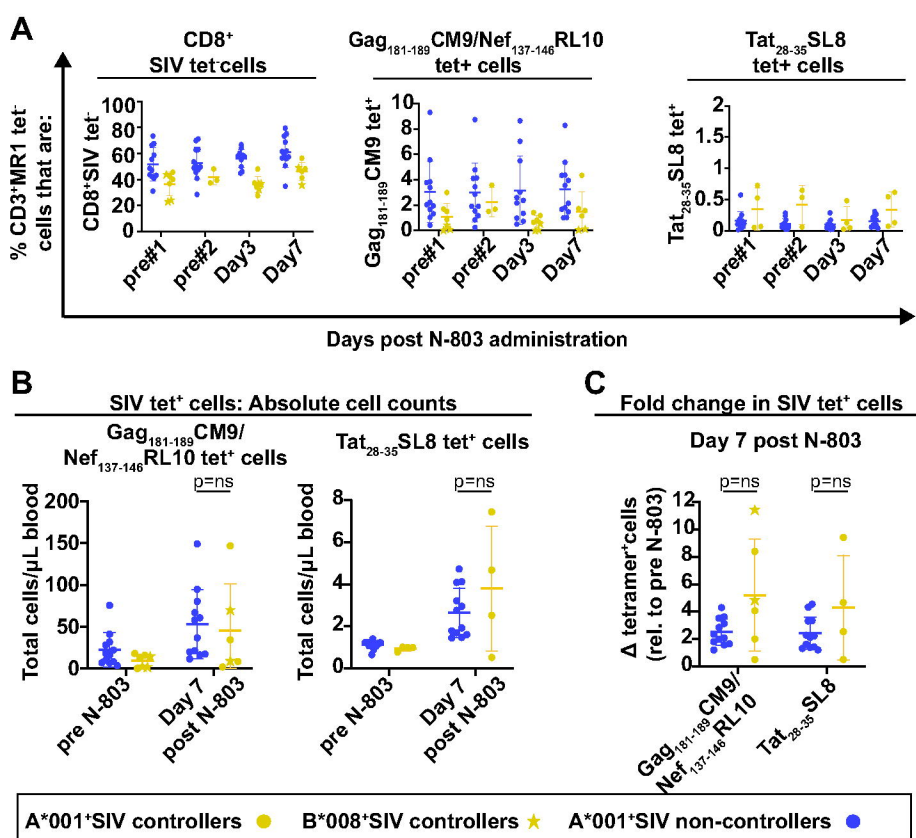 A
% CD3⁺MR1 tet⁻
cells that are:
CD8⁺
SIV tet⁻cells
CD8⁺SIV tet⁻
100
80
60
40
20
0
pre#1
pre#2
Day3
Day7
Gag₁₈₁₋₁₈₉CM9/Nef₁₃₇₋₁₄₆RL10
tet+ cells
Gag₁₈₁₋₁₈₉CM9 tet⁺
10
8
6
4
2
0
pre#1
pre#2
Day3
Day7
Tat₂₈₋₃₅SL8
tet+ cells
Tat₂₈₋₃₅SL8 tet⁺
2
1.5
1
0.5
0
pre#1
pre#2
Day3
Day7
Days post N-803 administration
B
SIV tet⁺ cells: Absolute cell counts
Gag₁₈₁₋₁₈₉CM9/
Nef₁₃₇₋₁₄₆RL10 tet⁺ cells
p=ns
Total cells/µL blood
200
150
100
50
0
pre N-803
Day 7
post N-803
Tat₂₈₋₃₅SL8 tet⁺ cells
p=ns
Total cells/µL blood
8
6
4
2
0
pre N-803
Day 7
post N-803
C
Fold change in SIV tet⁺ cells
Day 7 post N-803
p=ns
p=ns
Δ tetramer⁺cells
(rel. to pre N-803)
12
10
8
6
4
2
0
Gag₁₈₁₋₁₈₉CM9/
Nef₁₃₇₋₁₄₆RL10
Tat₂₈₋₃₅SL8
A*001⁺SIV controllers
B*008⁺SIV controllers
A*001⁺SIV non-controllers